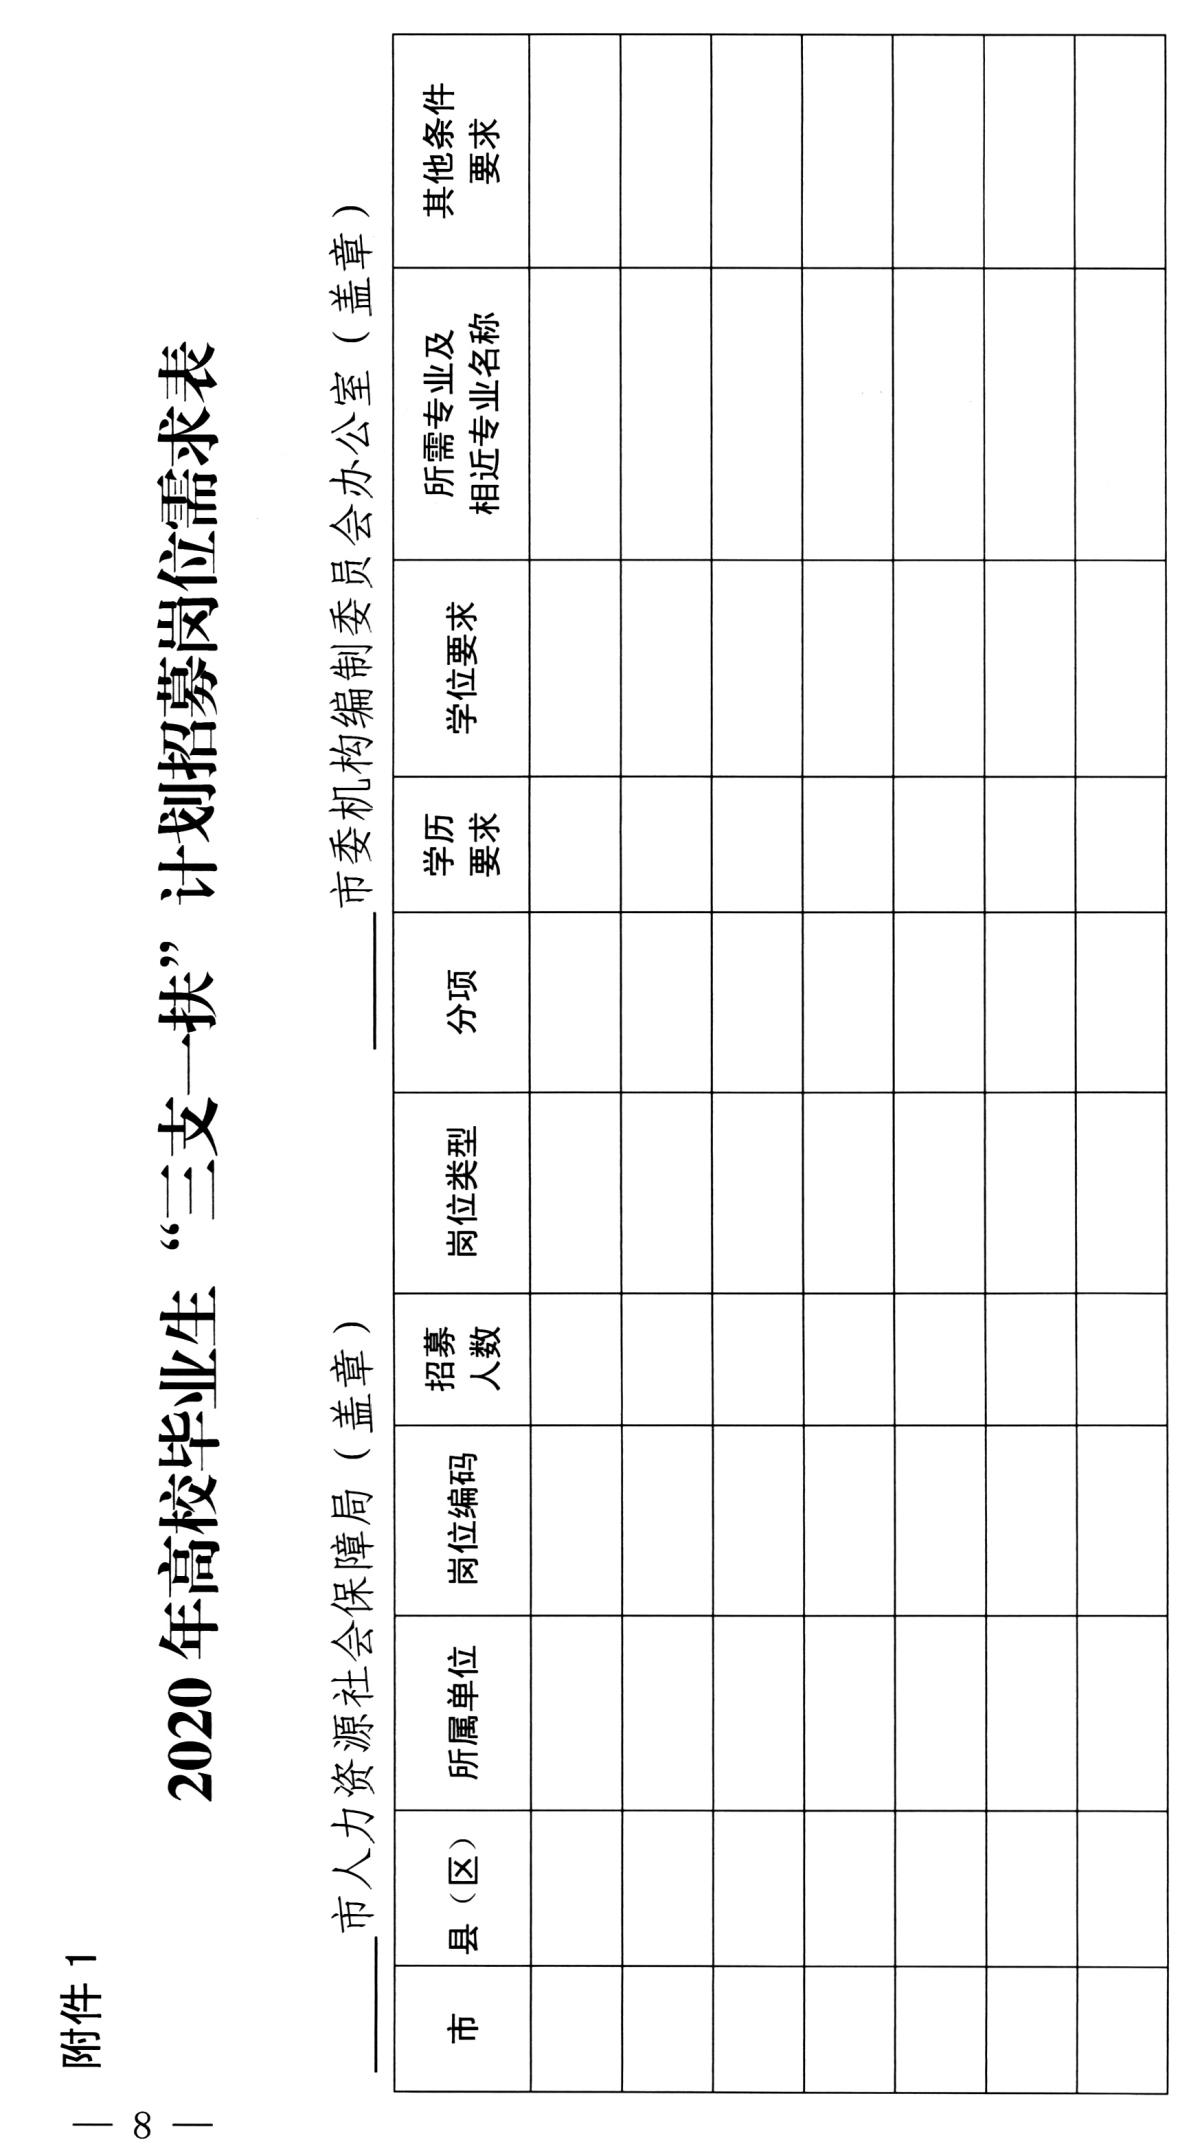 附件 1
2020 年高校毕业生“三支一扶”计划招募岗位需求表
市人力资源社会保障局（盖章）
市委机构编制委员会办公室（盖章）
市
县（区）
所属单位
岗位编码
招募
人数
岗位类型
分项
学历
要求
学位要求
所需专业及
相近专业名称
其他条件
要求
— 8 —